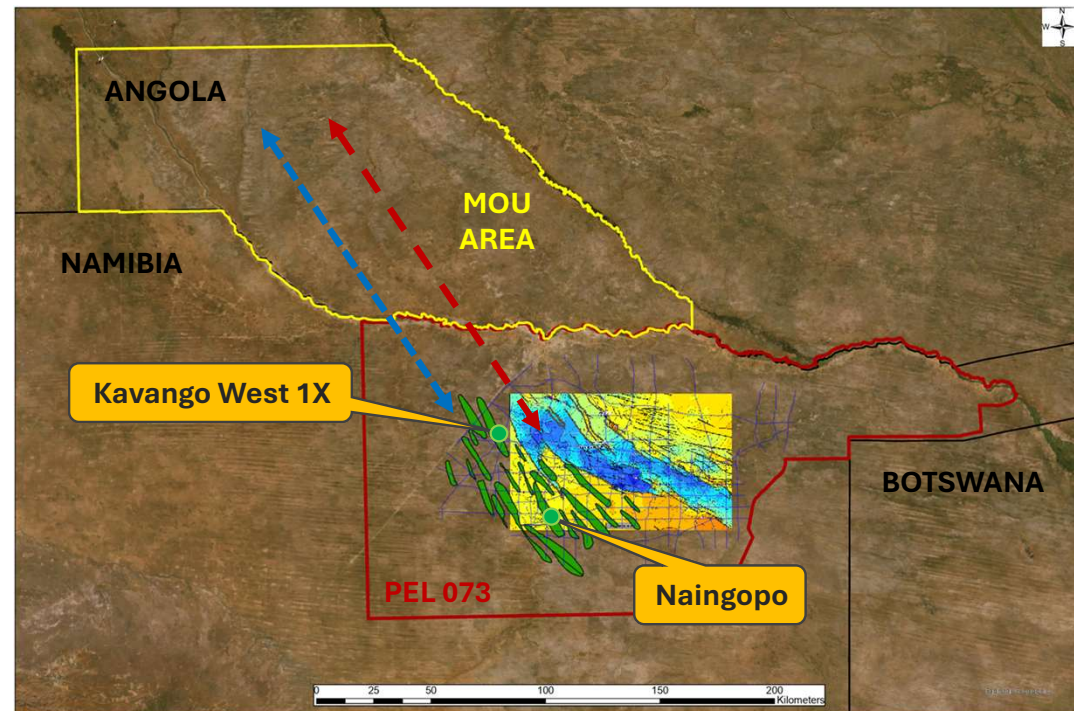 N
W
E
S
ANGOLA
MOU
AREA
NAMIBIA
Kavango West 1X
BOTSWANA
PEL 073
Naingopo
0 25 50 100 150 200
Kilometers